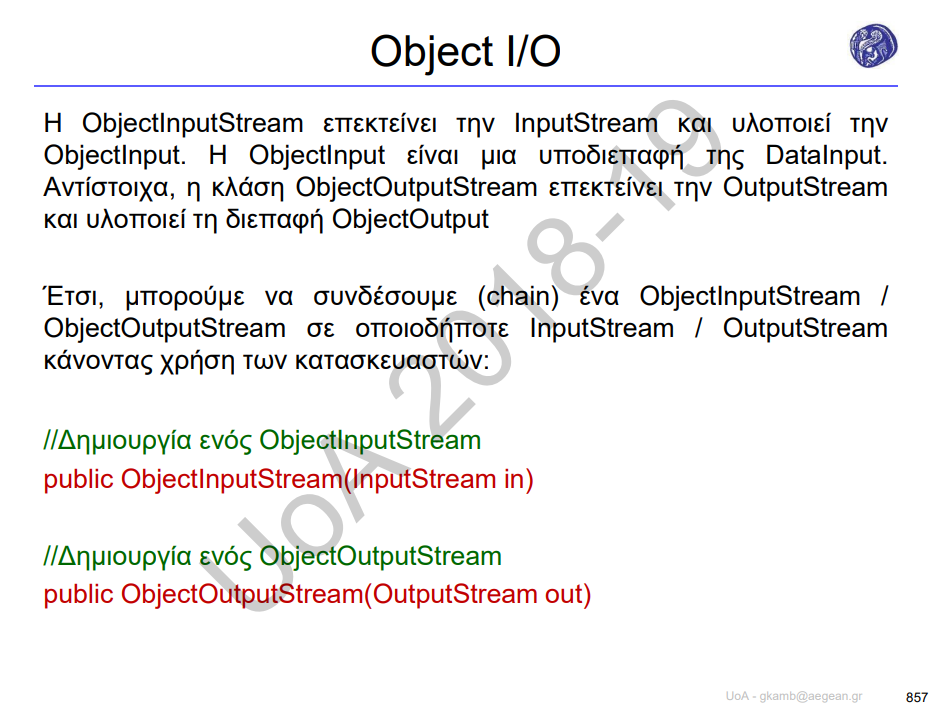 Object I/O
Η ObjectInputStream επεκτείνει την InputStream και υλοποιεί την
ObjectInput. Η ObjectInput είναι μια υποδιεπαφή της DataInput.
Αντίστοιχα, η κλάση ObjectOutputStream επεκτείνει την OutputStream
και υλοποιεί τη διεπαφή ObjectOutput
Έτσι, μπορούμε να συνδέσουμε (chain) ένα ObjectInputStream /
ObjectOutputStream σε οποιοδήποτε InputStream / OutputStream
κάνοντας χρήση των κατασκευαστών:
//Δημιουργία ενός ObjectInputStream
public ObjectInputStream(InputStream in)
//Δημιουργία ενός ObjectOutputStream
public ObjectOutputStream(OutputStream out)
UoA 2018-19
UoA - gkamb@aegean.gr
857